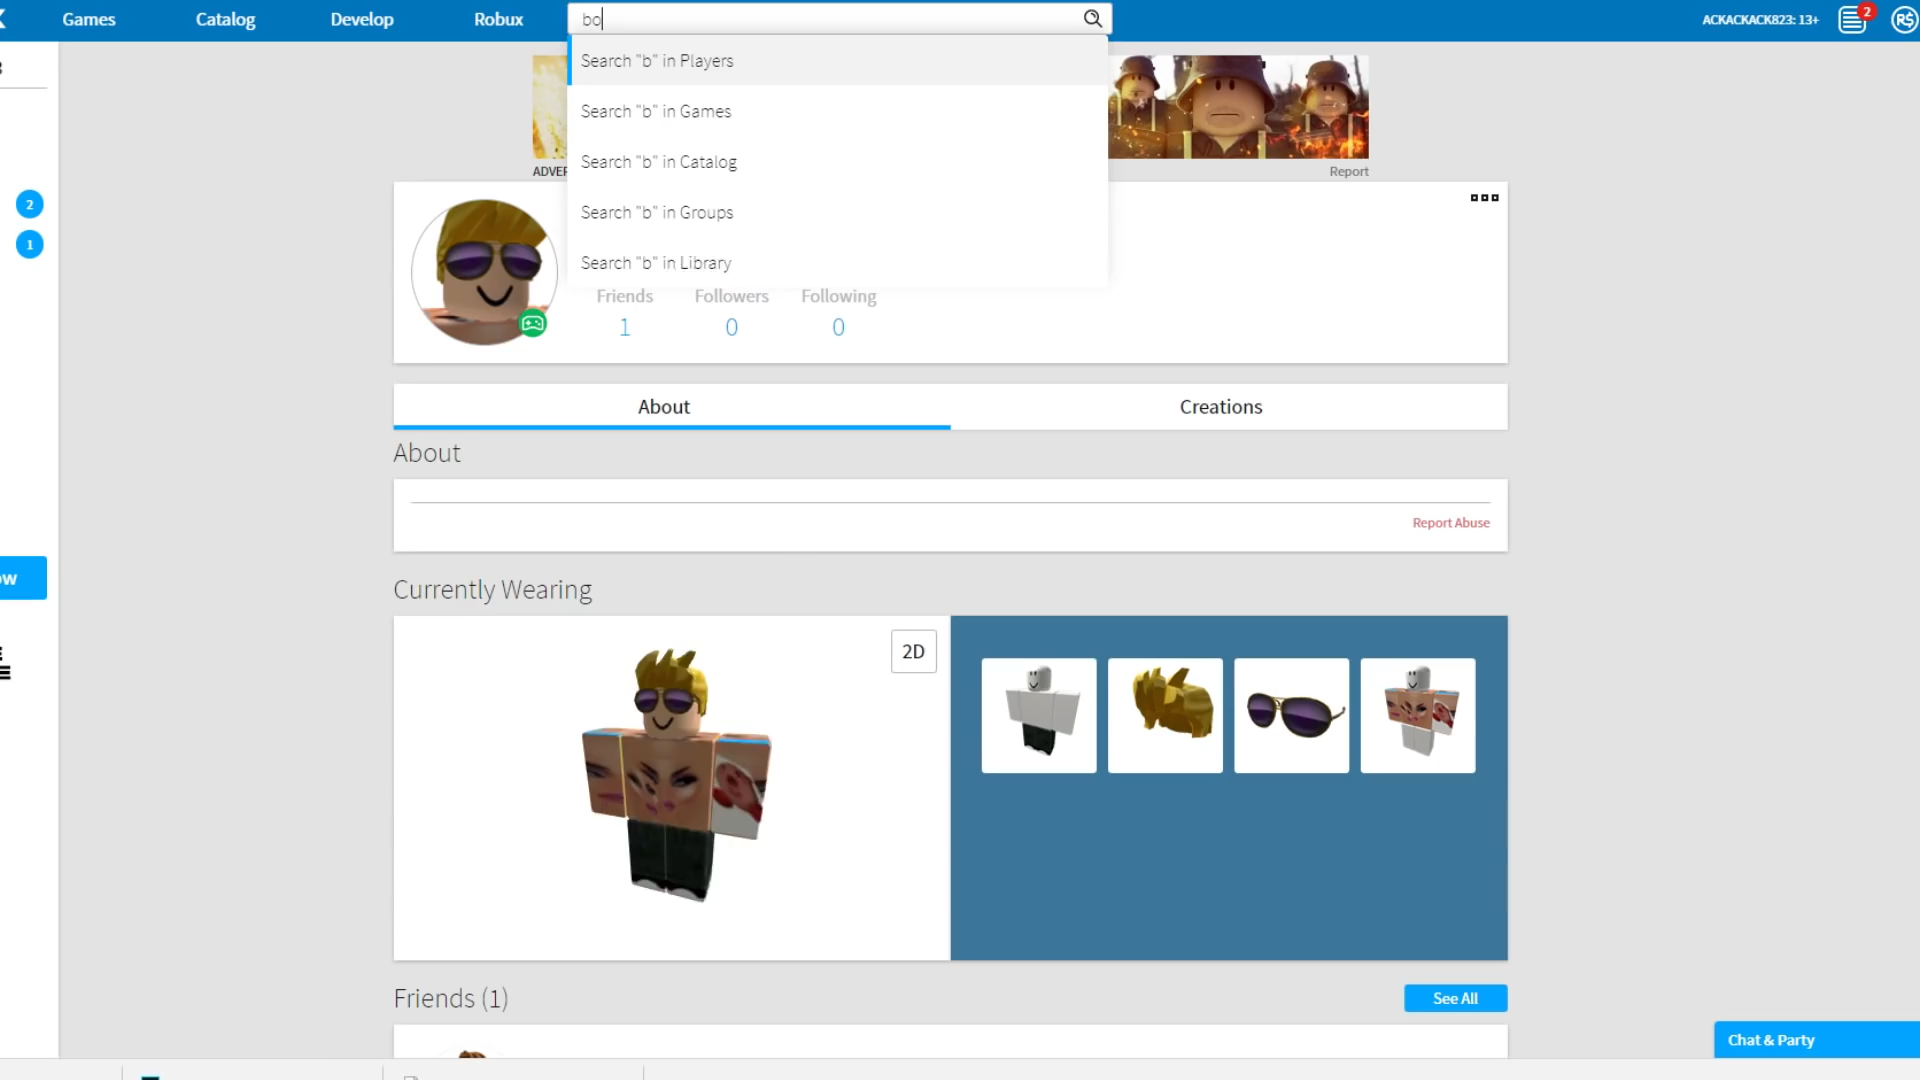 Games Catalog Develop Robux bo ACKACKACK823: 13+ 2 R$
Search "b" in Players
Search "b" in Games
Search "b" in Catalog
Search "b" in Groups
Search "b" in Library
Report
2
1
Friends Followers Following
1 0 0
About Creations
About
Report Abuse
Currently Wearing
2D
Friends (1) See All
Chat & Party